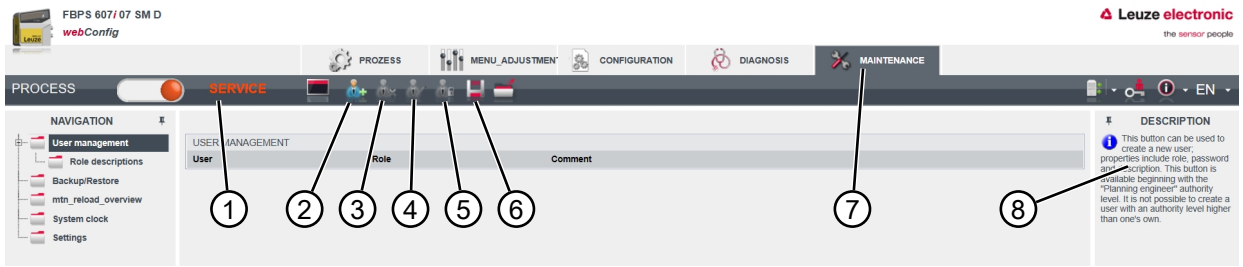 FBPS 607i 07 SM D
webConfig
Leuze
Leuze electronic
the sensor people
PROZESS
MENU_ADJUSTMEN
CONFIGURATION
DIAGNOSIS
MAINTENANCE
PROCESS
SERVICE
EN
NAVIGATION
User management
Role descriptions
Backup/Restore
mtn_reload_overview
System clock
Settings
USER MANAGEMENT
User Role Comment
1 2 3 4 5 6 7 8
DESCRIPTION
This button can be used to
create a new user;
properties include role, password
and description. This button is
available beginning with the
"Planning engineer" authority
level. It is not possible to create a
user with an authority level higher
than one's own.